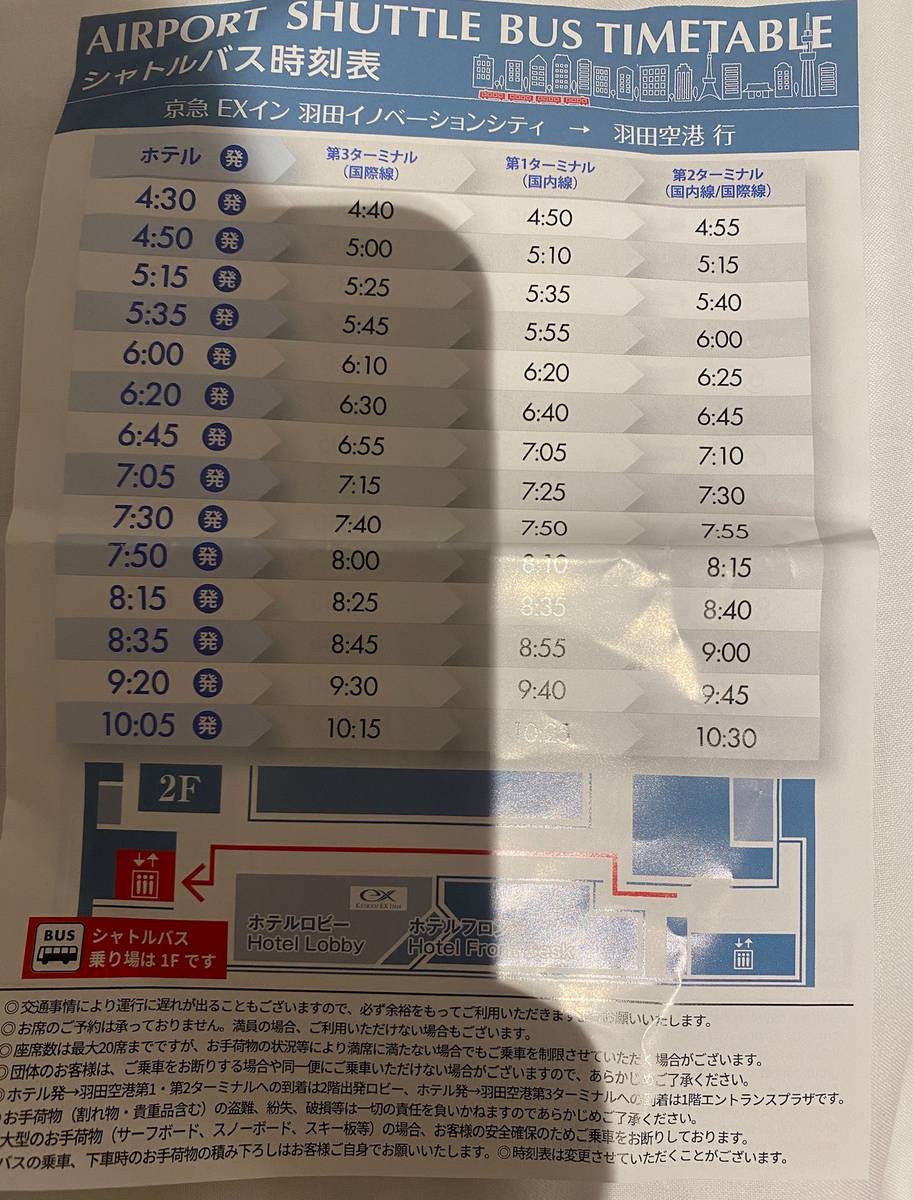 AIRPORT SHUTTLE BUS TIMETABLE
シャトルバス時刻表
京急 EXイン 羽田イノベーションシティ → 羽田空港 行
ホテル 発 第3ターミナル (国際線) 第1ターミナル (国内線) 第2ターミナル (国内線/国際線)
4:30 発 4:40 4:50 4:55
4:50 発 5:00 5:10 5:15
5:15 発 5:25 5:35 5:40
5:35 発 5:45 5:55 6:00
6:00 発 6:10 6:20 6:25
6:20 発 6:30 6:40 6:45
6:45 発 6:55 7:05 7:10
7:05 発 7:15 7:25 7:30
7:30 発 7:40 7:50 7:55
7:50 発 8:00 8:10 8:15
8:15 発 8:25 8:35 8:40
8:35 発 8:45 8:55 9:00
9:20 発 9:30 9:40 9:45
10:05 発 10:15 10:25 10:30
2F
ex
KEIKYU EX INN
ホテルロビー
Hotel Lobby
ホテルフロン
Hotel Front Desk
BUS
シャトルバス
乗り場は 1F です
◎交通事情により運行に遅れが出ることもございますので、必ず余裕をもってご利用いただきますようお願いいたします。
◎お席のご予約は承っておりません。満員の場合、ご利用いただけない場合もございます。
◎座席数は最大20席までですが、お手荷物の状況等により満席に満たない場合でもご乗車を制限させていただく場合がございます。
◎団体のお客様は、ご乗車をお断りする場合や同一便にご乗車いただけない場合がございますので、あらかじめご了承ください。
◎ホテル発→羽田空港第1・第2ターミナルへの到着は2階出発ロビー、ホテル発→羽田空港第3ターミナルへの到着は1階エントランスプラザです。
お手荷物（割れ物・貴重品含む）の盗難、紛失、破損等は一切の責任を負いかねますのであらかじめご了承ください。
大型のお手荷物（サーフボード、スノーボード、スキー板等）の場合、お客様の安全確保のためご乗車をお断りしております。
バスの乗車、下車時のお手荷物の積み下ろしはお客様ご自身でお願いいたします。◎時刻表は変更させていただくことがございます。